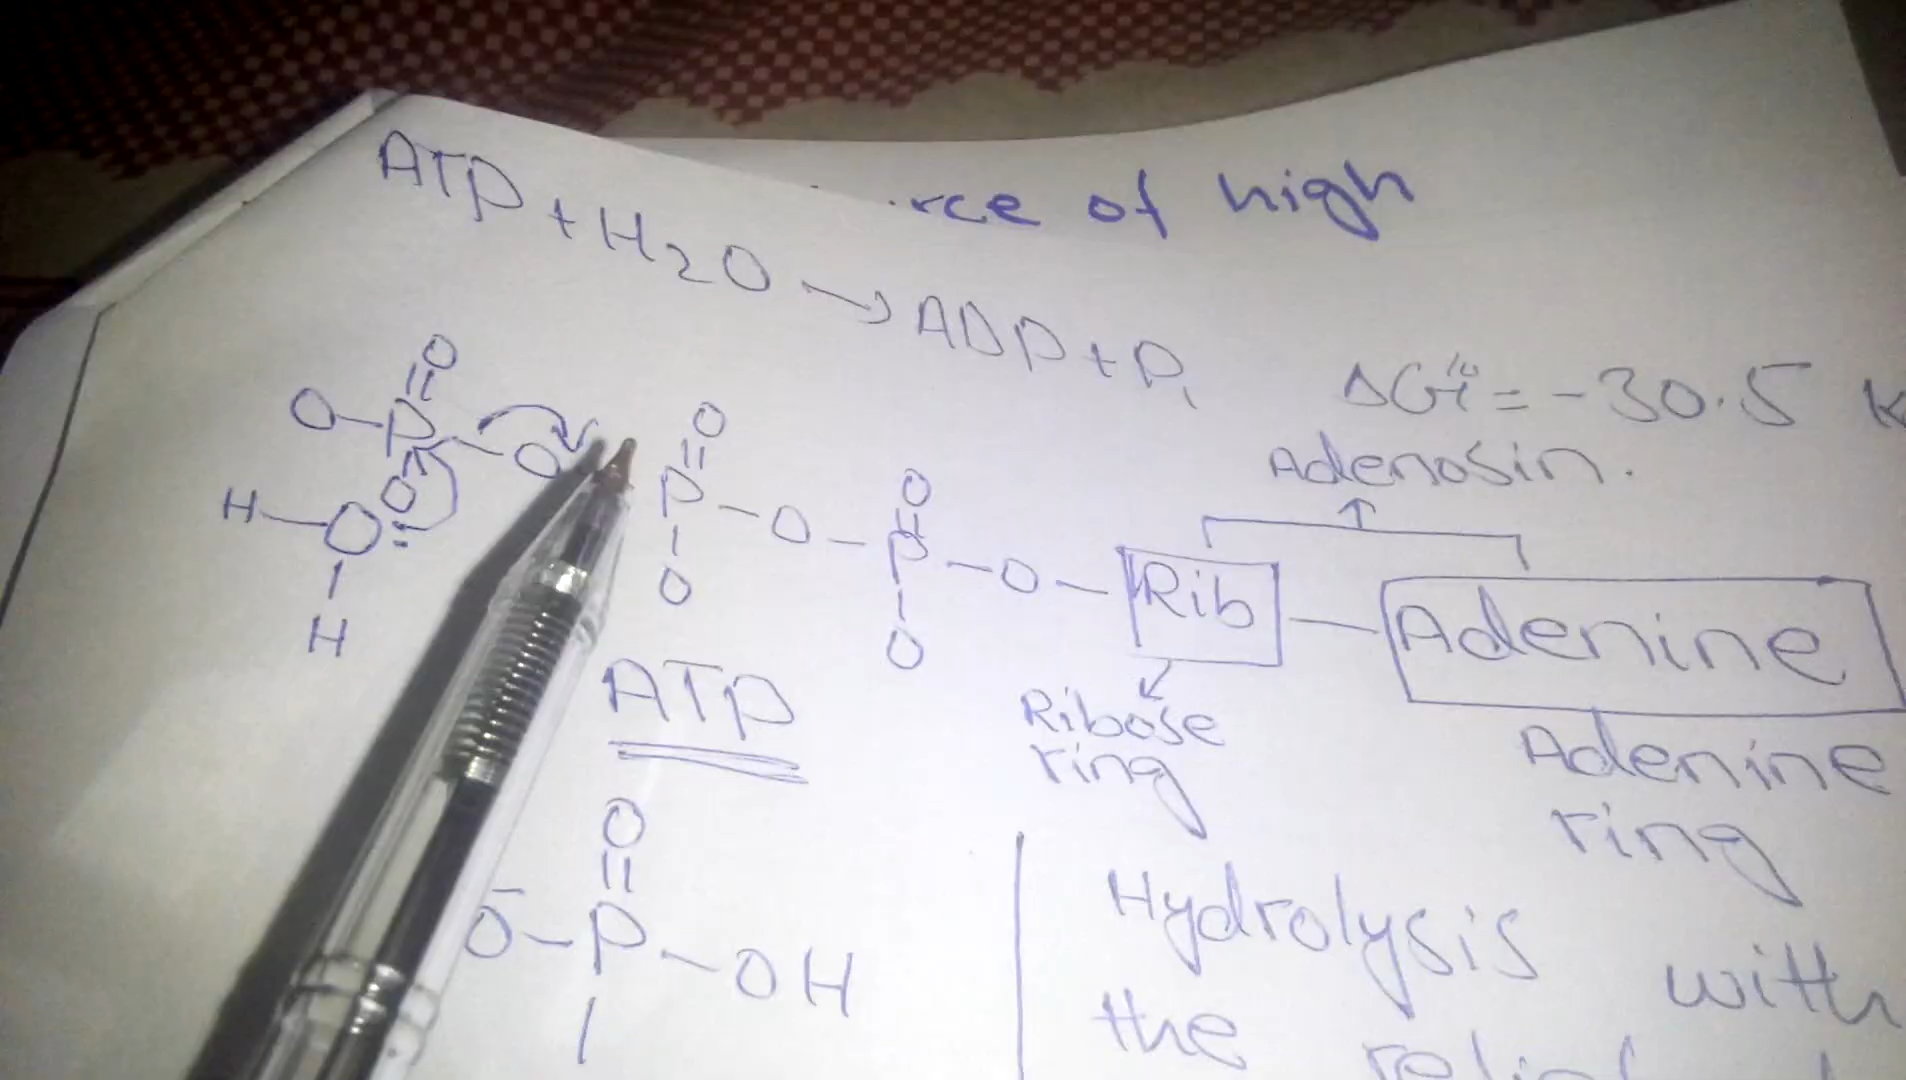 rce of high
ATP + H2O → ADP + Pi
ΔG'° = -30.5 K
Adenosin.
O
O - P - O
O
H - O :
H
O
P - O -
O
O
P - O - Rib - Adenine
O
ATP
Ribose
ring
Adenine
ring
O
O⁻ - P - OH
Hydrolysis with
the relief